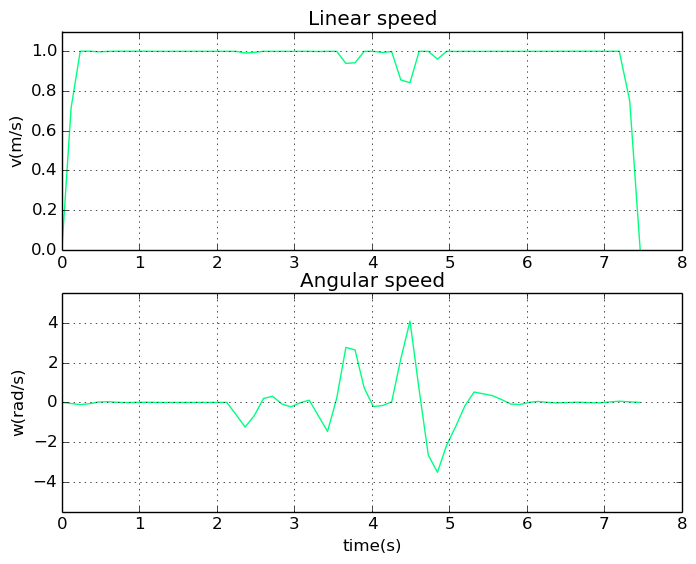 Linear speed
v(m/s)
1.0
0.8
0.6
0.4
0.2
0.0
0 1 2 3 4 5 6 7 8
Angular speed
w(rad/s)
4
2
0
−2
−4
0 1 2 3 4 5 6 7 8
time(s)